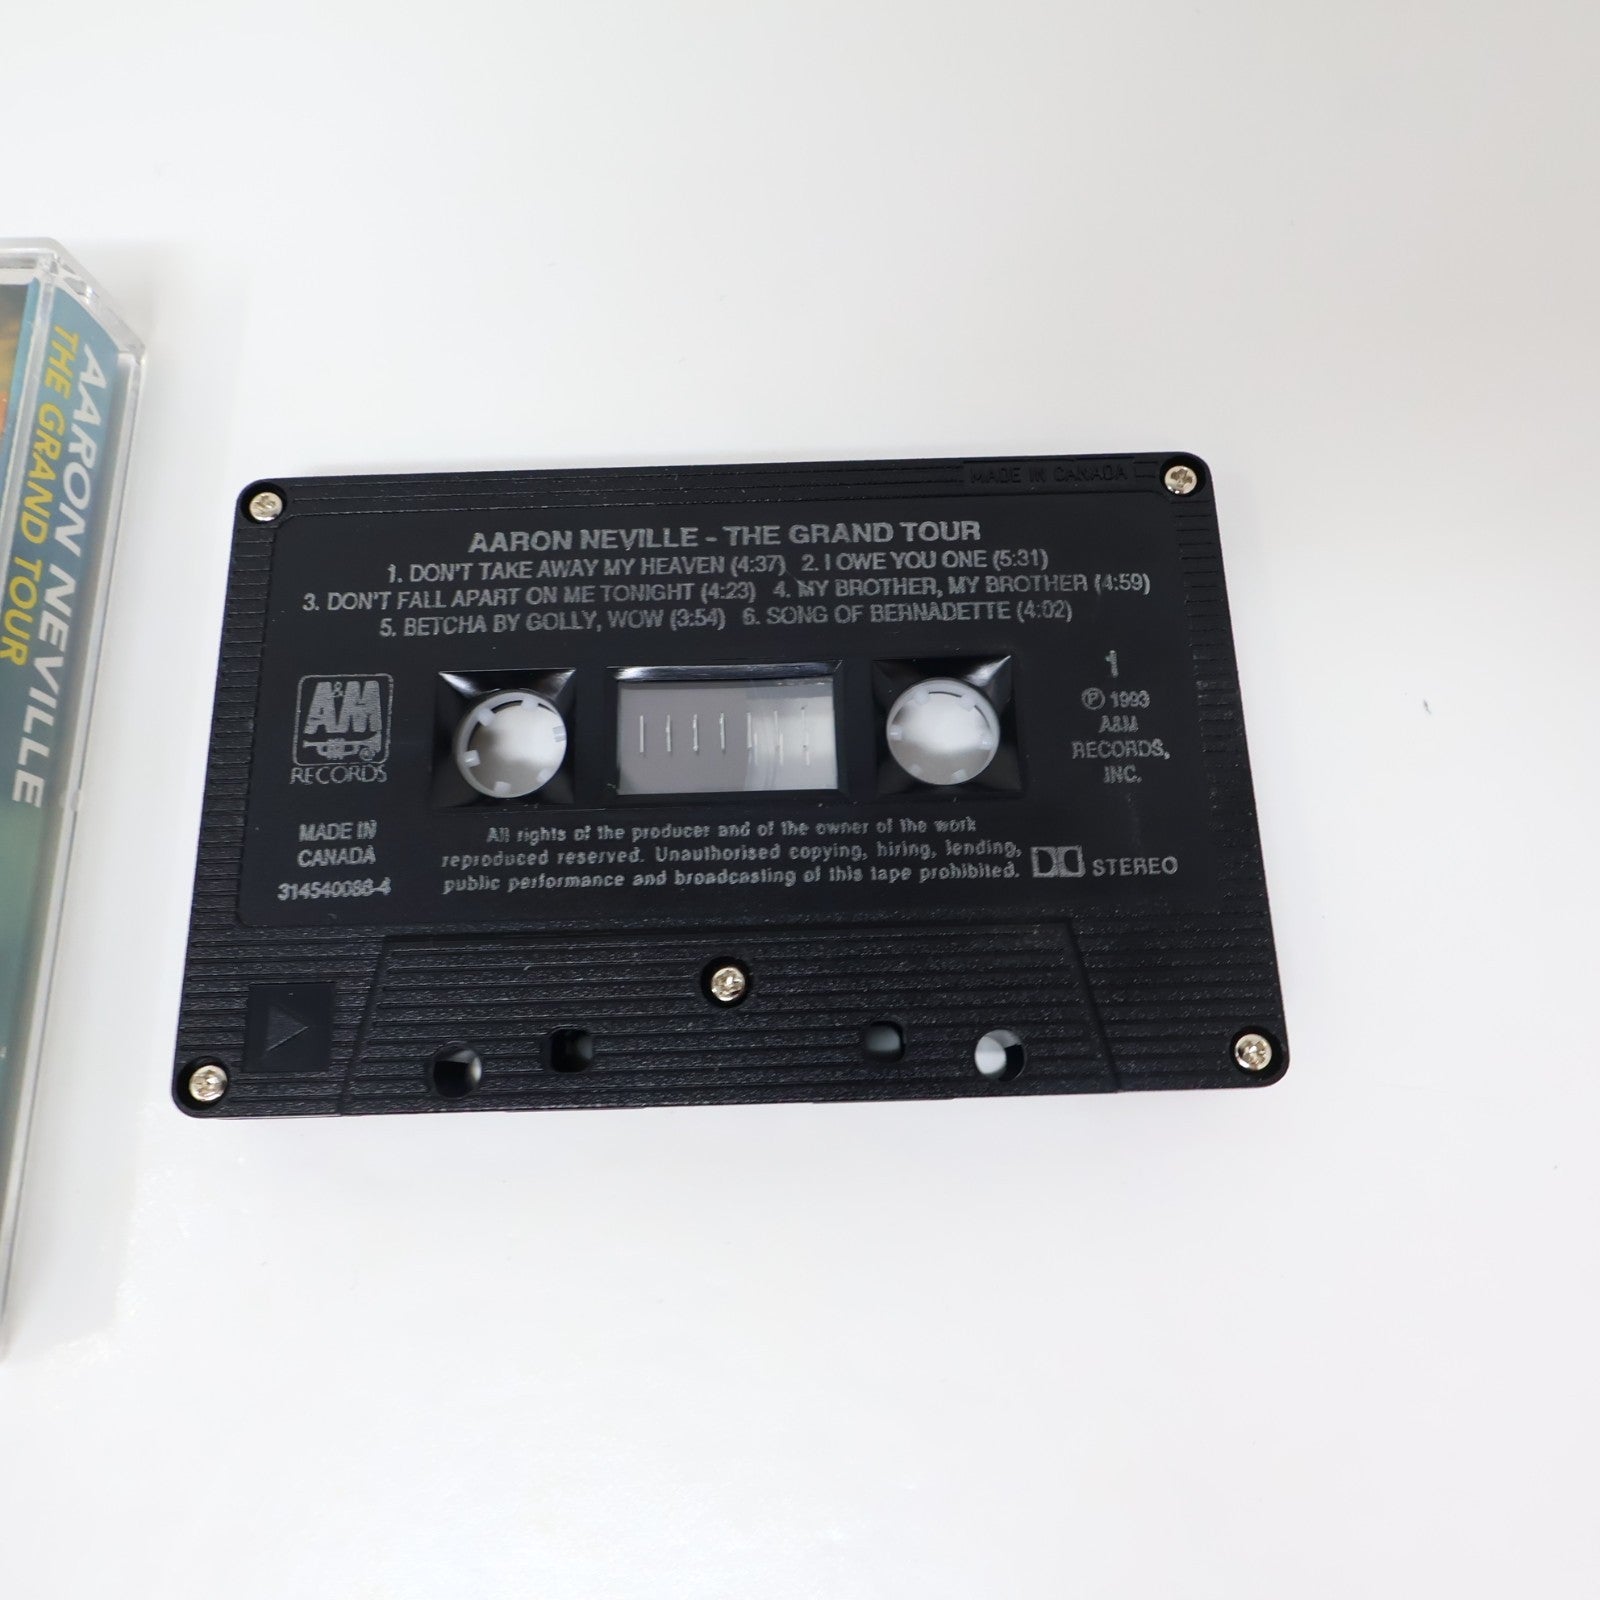 AARON NEVILLE
THE GRAND TOUR
MADE IN CANADA
AARON NEVILLE - THE GRAND TOUR
1. DON'T TAKE AWAY MY HEAVEN (4:37) 2. I OWE YOU ONE (5:31)
3. DON'T FALL APART ON ME TONIGHT (4:23) 4. MY BROTHER, MY BROTHER (4:59)
5. BETCHA BY GOLLY, WOW (3:54) 6. SONG OF BERNADETTE (4:02)
A&M
RECORDS
1
℗ 1993
A&M
RECORDS,
INC.
MADE IN
CANADA
314540086-4
All rights of the producer and of the owner of the work
reproduced reserved. Unauthorised copying, hiring, lending,
public performance and broadcasting of this tape prohibited.
STEREO